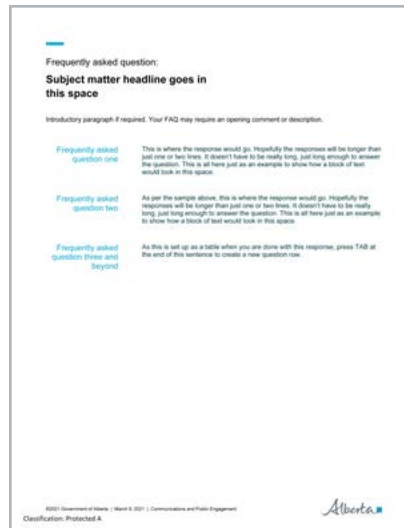 Frequently asked question:
Subject matter headline goes in
this space
Introductory paragraph if required. Your FAQ may require an opening comment or description.
Frequently asked
question one
This is where the response would go. Hopefully the responses will be longer than
just one or two lines. It doesn't have to be really long, just long enough to answer
the question. This is all here just as an example to show how a block of text
would look in this space.
Frequently asked
question two
As per the sample above, this is where the response would go. Hopefully the
responses will be longer than just one or two lines. It doesn't have to be really
long, just long enough to answer the question. This is all here just as an example
to show how a block of text would look in this space.
Frequently asked
question three and
beyond
As this is set up as a table when you are done with this response, press TAB at
the end of this sentence to create a new question row.
©2021 Government of Alberta | March 9, 2021 | Communications and Public Engagement
Alberta
Classification: Protected A